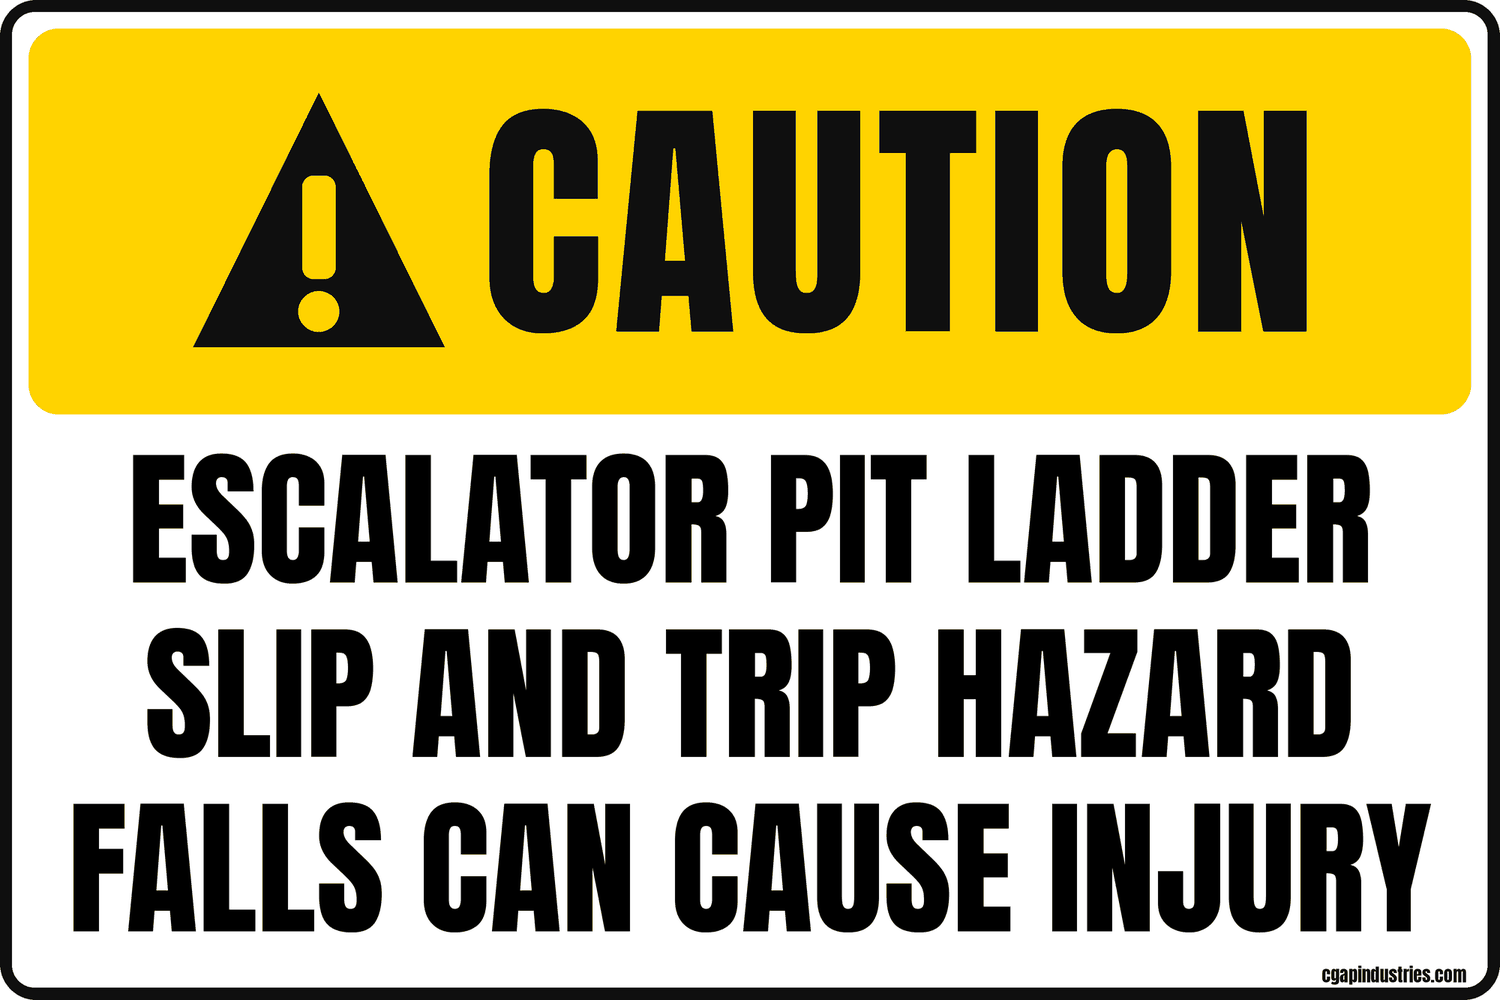 CAUTION
ESCALATOR PIT LADDER
SLIP AND TRIP HAZARD
FALLS CAN CAUSE INJURY
cgapindustries.com